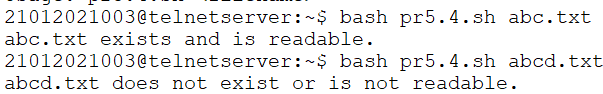 21012021003@telnetserver:~$ bash pr5.4.sh abc.txt
abc.txt exists and is readable.
21012021003@telnetserver:~$ bash pr5.4.sh abcd.txt
abcd.txt does not exist or is not readable.